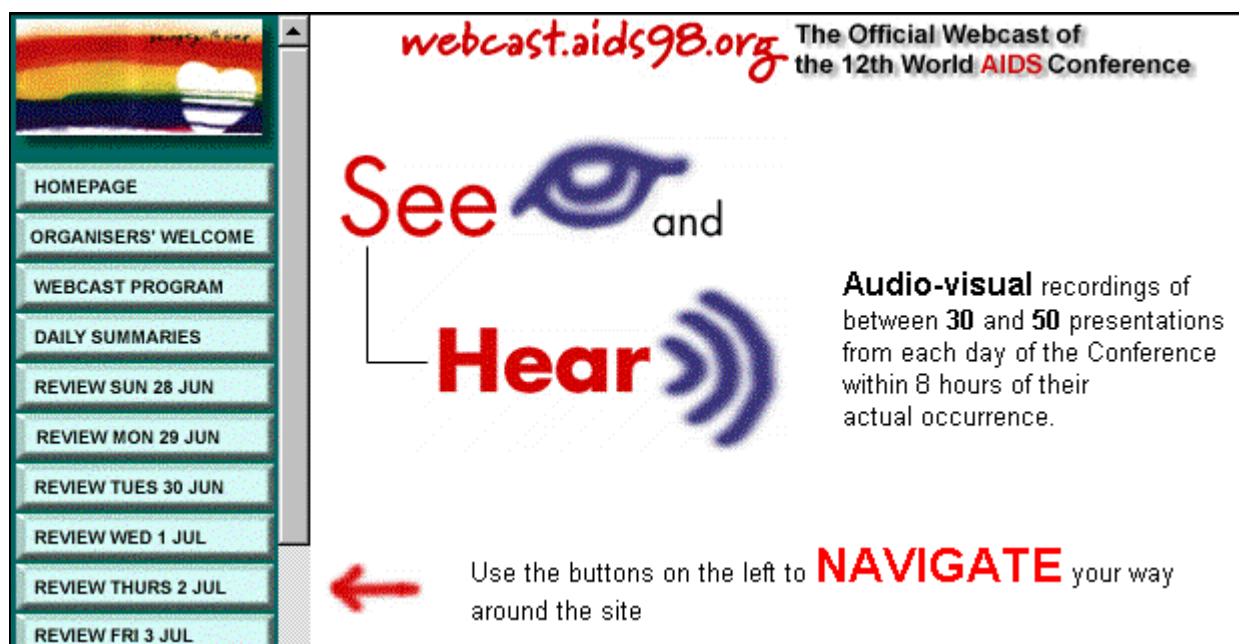 webcast.aids98.org
The Official Webcast of
the 12th World AIDS Conference
HOMEPAGE
ORGANISERS' WELCOME
WEBCAST PROGRAM
DAILY SUMMARIES
REVIEW SUN 28 JUN
REVIEW MON 29 JUN
REVIEW TUES 30 JUN
REVIEW WED 1 JUL
REVIEW THURS 2 JUL
REVIEW FRI 3 JUL
See and
Hear
Audio-visual recordings of
between 30 and 50 presentations
from each day of the Conference
within 8 hours of their
actual occurrence.
Use the buttons on the left to NAVIGATE your way
around the site